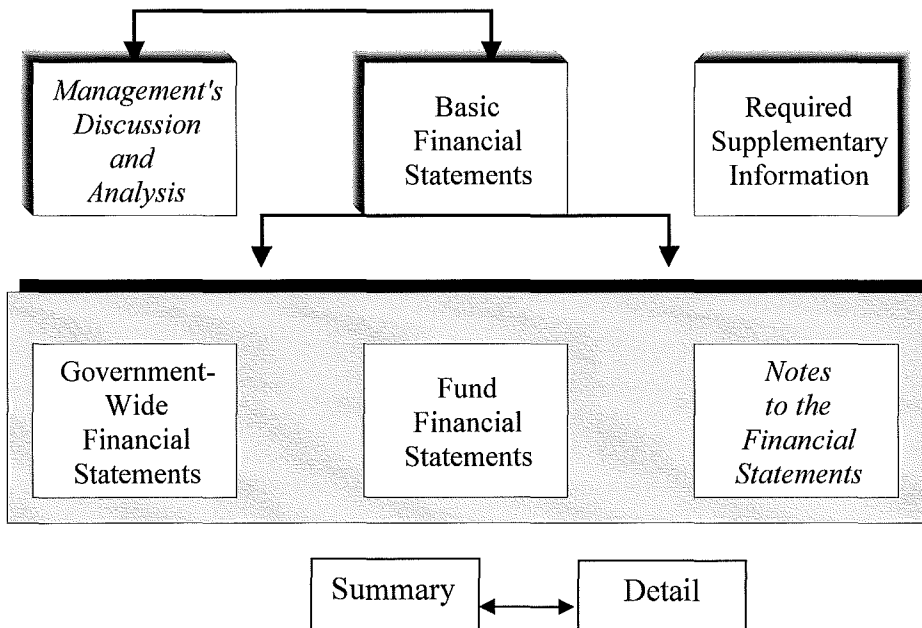 Management's
Discussion
and
Analysis
Basic
Financial
Statements
Required
Supplementary
Information
Government-
Wide
Financial
Statements
Fund
Financial
Statements
Notes
to the
Financial
Statements
Summary
Detail